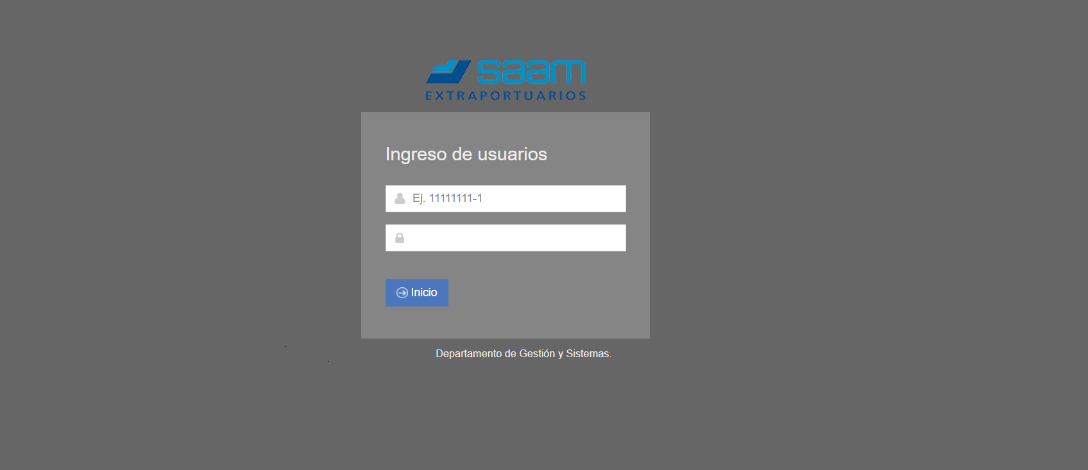 saam
EXTRAPORTUARIOS
Ingreso de usuarios
Ej. 11111111-1
Inicio
Departamento de Gestión y Sistemas.